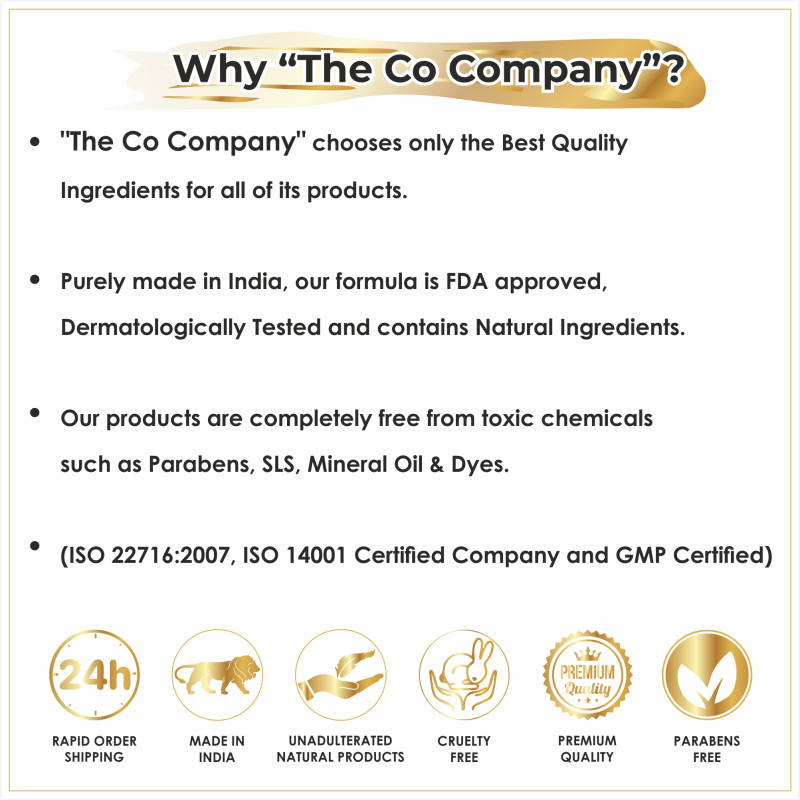 Why “The Co Company”?
• "The Co Company" chooses only the Best Quality
Ingredients for all of its products.
• Purely made in India, our formula is FDA approved,
Dermatologically Tested and contains Natural Ingredients.
• Our products are completely free from toxic chemicals
such as Parabens, SLS, Mineral Oil & Dyes.
• (ISO 22716:2007, ISO 14001 Certified Company and GMP Certified)
24h
RAPID ORDER
SHIPPING
MADE IN
INDIA
UNADULTERATED
NATURAL PRODUCTS
CRUELTY
FREE
PREMIUM
Quality
PREMIUM
QUALITY
PARABENS
FREE